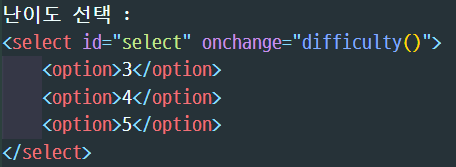 난이도 선택 :
<select id="select" onchange="difficulty()">
    <option>3</option>
    <option>4</option>
    <option>5</option>
</select>